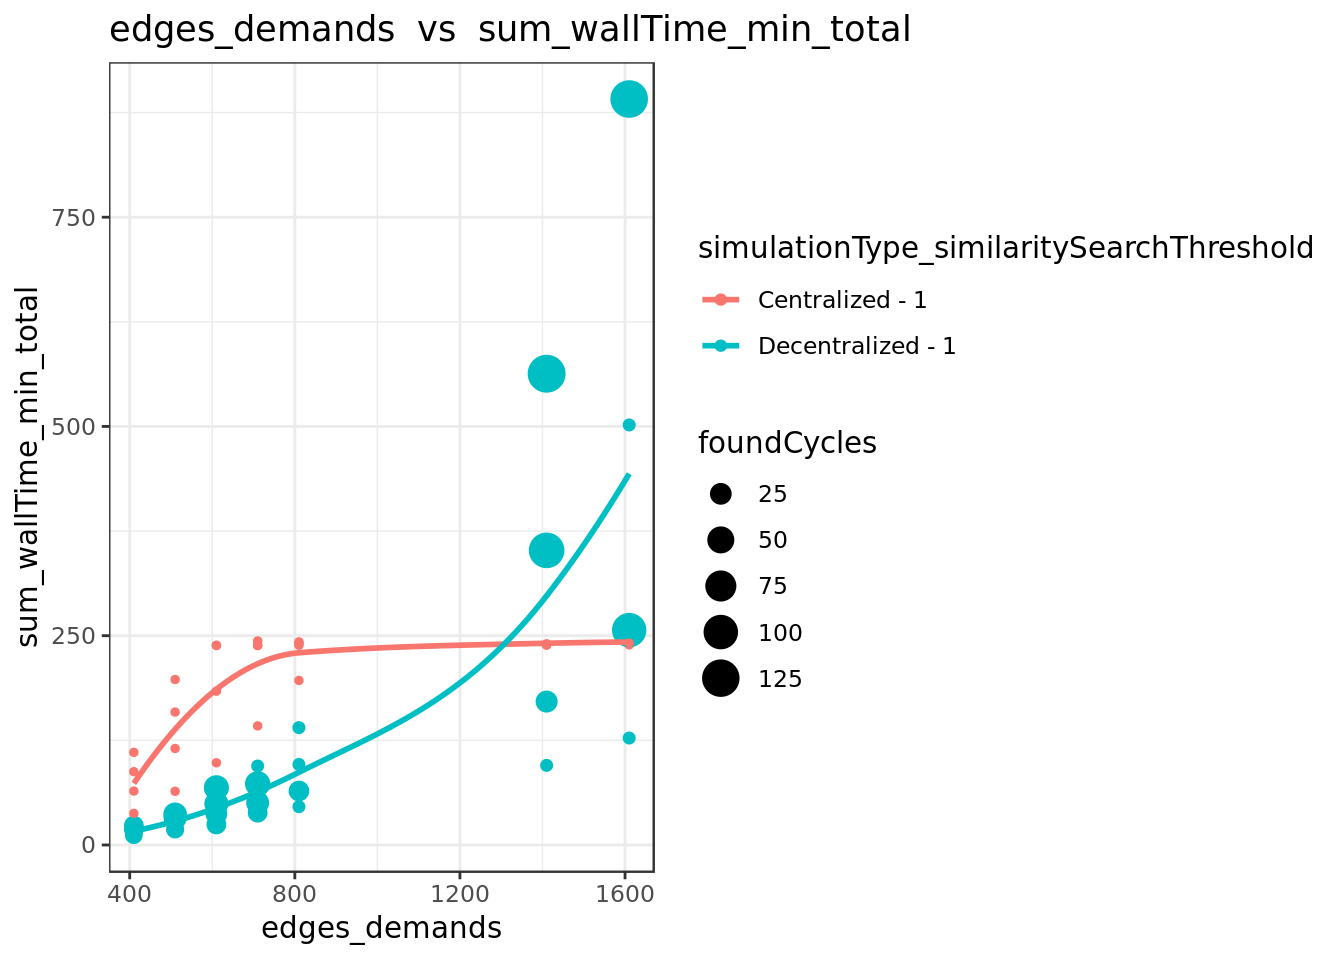 edges_demands  vs  sum_wallTime_min_total
sum_wallTime_min_total
750
500
250
0
400
800
1200
1600
edges_demands
simulationType_similaritySearchThreshold
Centralized - 1
Decentralized - 1
foundCycles
25
50
75
100
125